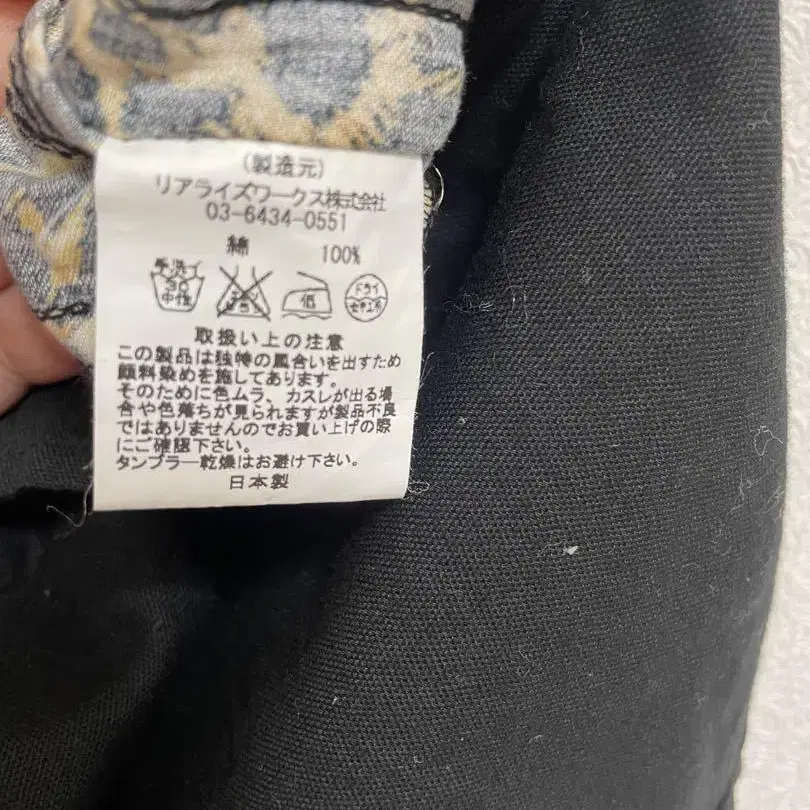 (製造元)
リアライズワークス株式会社
03-6434-0551
綿 100%
手洗イ 30 中性 低 ドライ セキユ系
取扱い上の注意
この製品は独特の風合いを出すため
顔料染めを施してあります。
そのために色ムラ、カスレが出る場
合や色落ちが見られますが製品不良
ではありませんのでお買い上げの際
にご確認下さい。
タンブラー乾燥はお避け下さい。
日本製